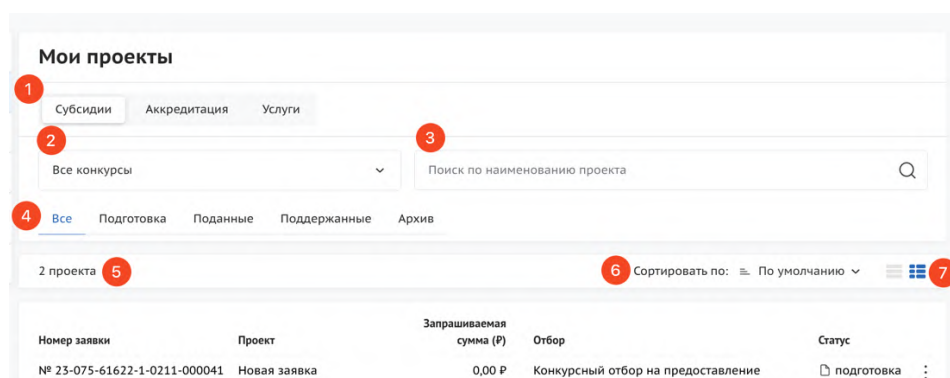 Мои проекты
1
Субсидии Аккредитация Услуги
2 3
Все конкурсы Поиск по наименованию проекта
4 Все Подготовка Поданные Поддержанные Архив
2 проекта 5 6 Сортировать по: По умолчанию 7
Запрашиваемая
Номер заявки Проект сумма (₽) Отбор Статус
№ 23-075-61622-1-0211-000041 Новая заявка 0,00 ₽ Конкурсный отбор на предоставление подготовка